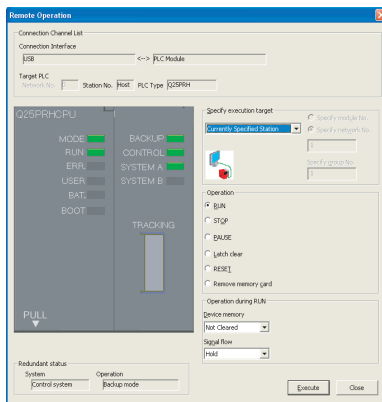 Remote Operation
Connection Channel List
Connection Interface
USB <--> PLC Module
Target PLC
Network No. Station No. Host PLC Type Q25PRH
Q25PRHCPU
MODE
RUN
ERR.
USER
BAT.
BOOT
BACKUP
CONTROL
SYSTEM A
SYSTEM B
TRACKING
PULL
Redundant status
System
Control system
Operation
Backup mode
Specify execution target
Currently Specified Station
Specify module No.
Specify network No.
1
Specify group No.
1
Operation
RUN
STOP
PAUSE
Latch clear
RESET
Remove memory card
Operation during RUN
Device memory
Not Cleared
Signal flow
Hold
Execute Close